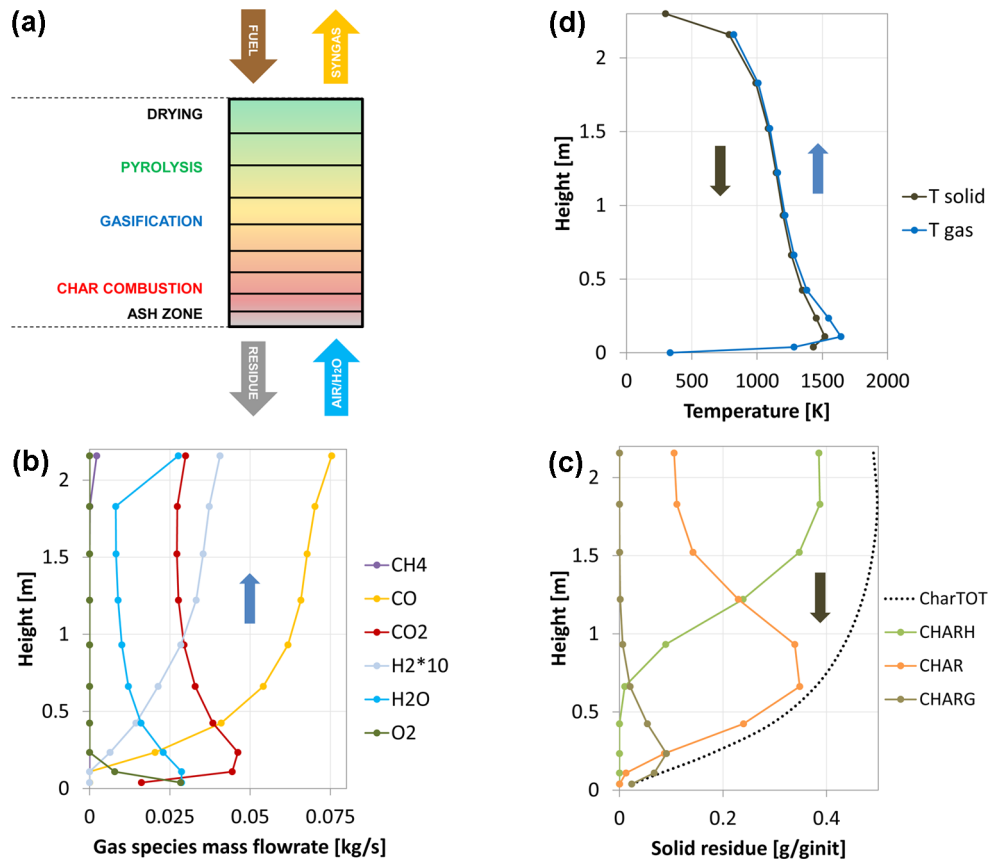 (a)
FUEL
SYNGAS
DRYING
PYROLYSIS
GASIFICATION
CHAR COMBUSTION
ASH ZONE
RESIDUE
AIR/H2O
(d)
Height [m]
2
1.5
1
0.5
0
0
500
1000
1500
2000
Temperature [K]
T solid
T gas
(b)
Height [m]
2
1.5
1
0.5
0
0
0.025
0.05
0.075
Gas species mass flowrate [kg/s]
CH4
CO
CO2
H2*10
H2O
O2
(c)
Height [m]
2
1.5
1
0.5
0
0
0.2
0.4
Solid residue [g/ginit]
CharTOT
CHARH
CHAR
CHARG